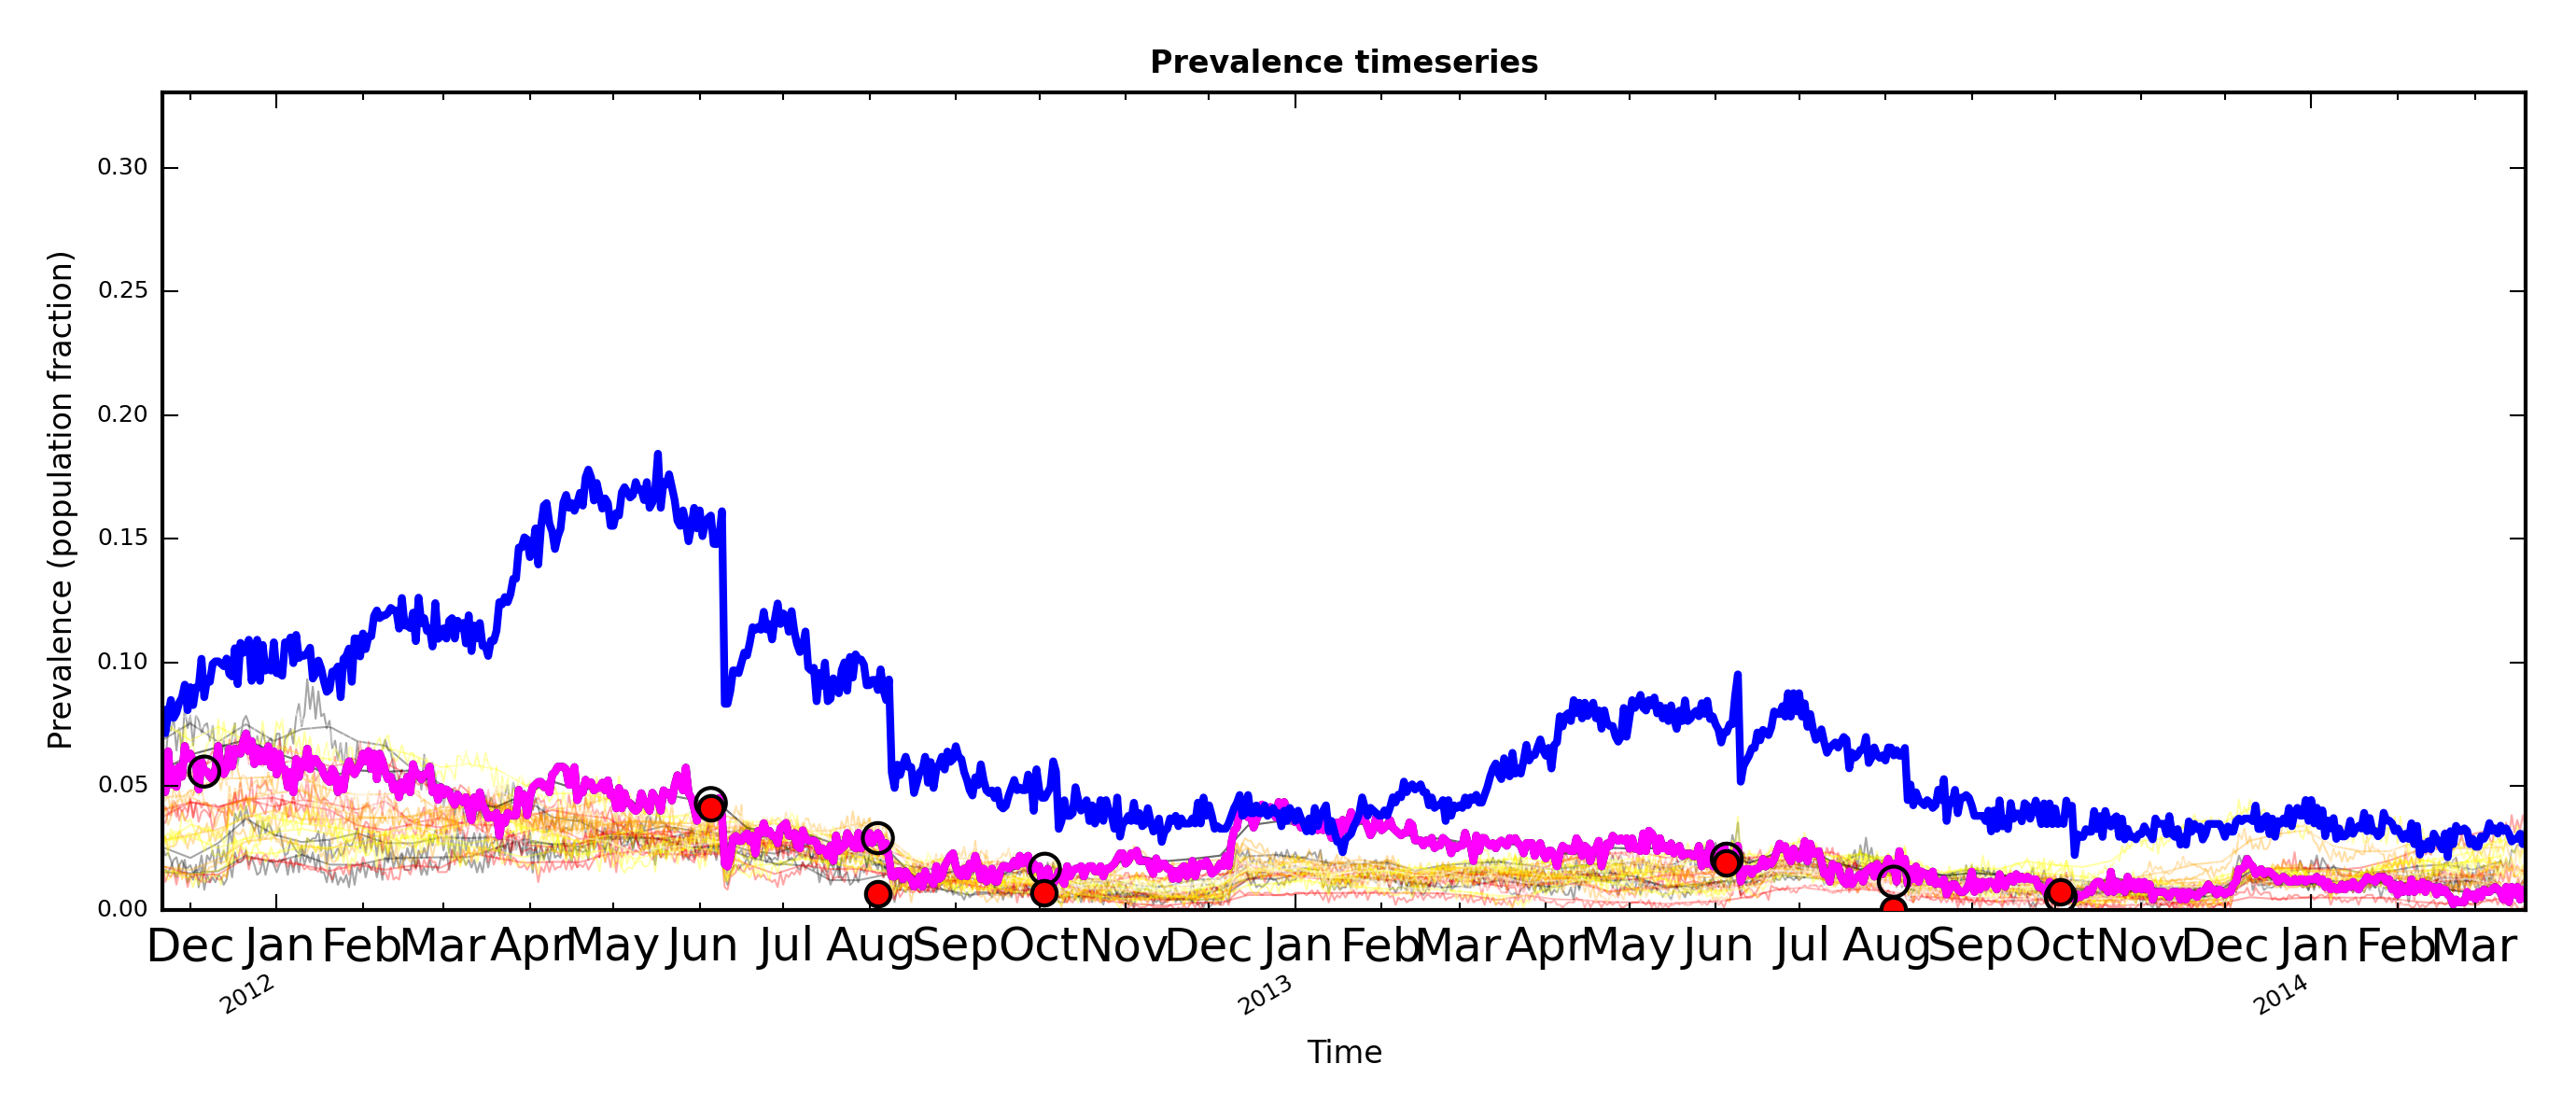 Prevalence timeseries
Prevalence (population fraction)
0.30
0.25
0.20
0.15
0.10
0.05
0.00
Dec Jan Feb Mar Apr May Jun Jul Aug Sep Oct Nov Dec Jan Feb Mar Apr May Jun Jul Aug Sep Oct Nov Dec Jan Feb Mar
2012 2013 2014
Time